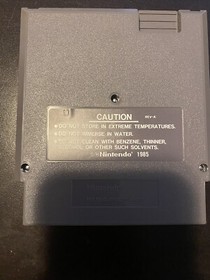 CAUTION
● DO NOT STORE IN EXTREME TEMPERATURES.
● DO NOT IMMERSE IN WATER.
● DO NOT CLEAN WITH BENZENE, THINNER,
OR OTHER SUCH SOLVENTS.
Nintendo 1985